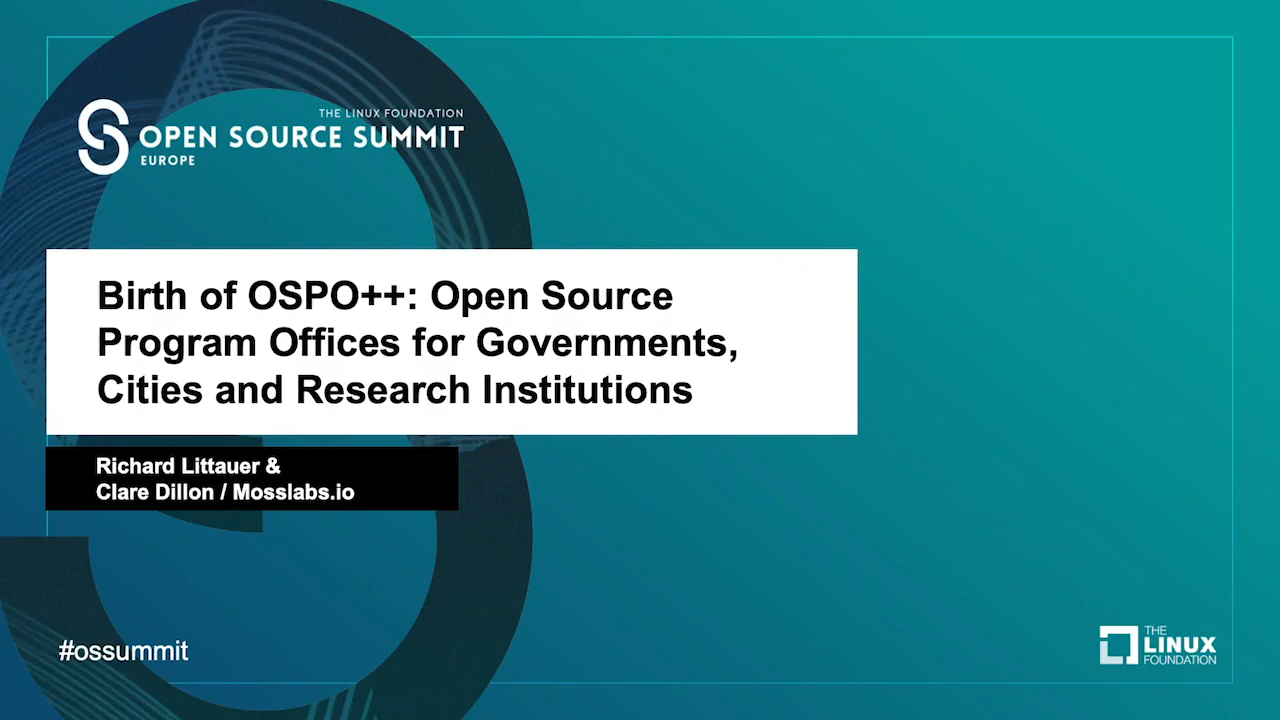 THE LINUX FOUNDATION
OPEN SOURCE SUMMIT
EUROPE
Birth of OSPO++: Open Source
Program Offices for Governments,
Cities and Research Institutions
Richard Littauer &
Clare Dillon / Mosslabs.io
#ossummit
THE
LINUX
FOUNDATION